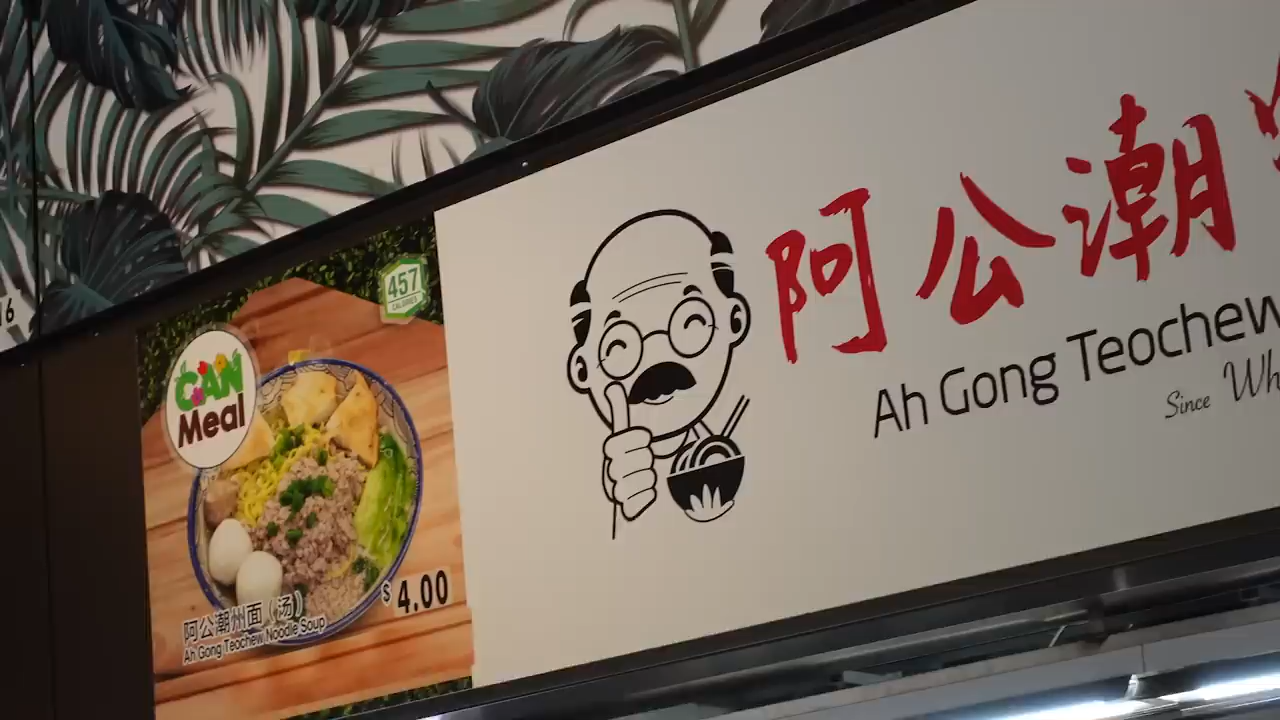 16
457
CALORIES
CAN
Meal
阿公潮州面（汤）
Ah Gong Teochew Noodle Soup
$4.00
阿公潮
Ah Gong Teochew
Since